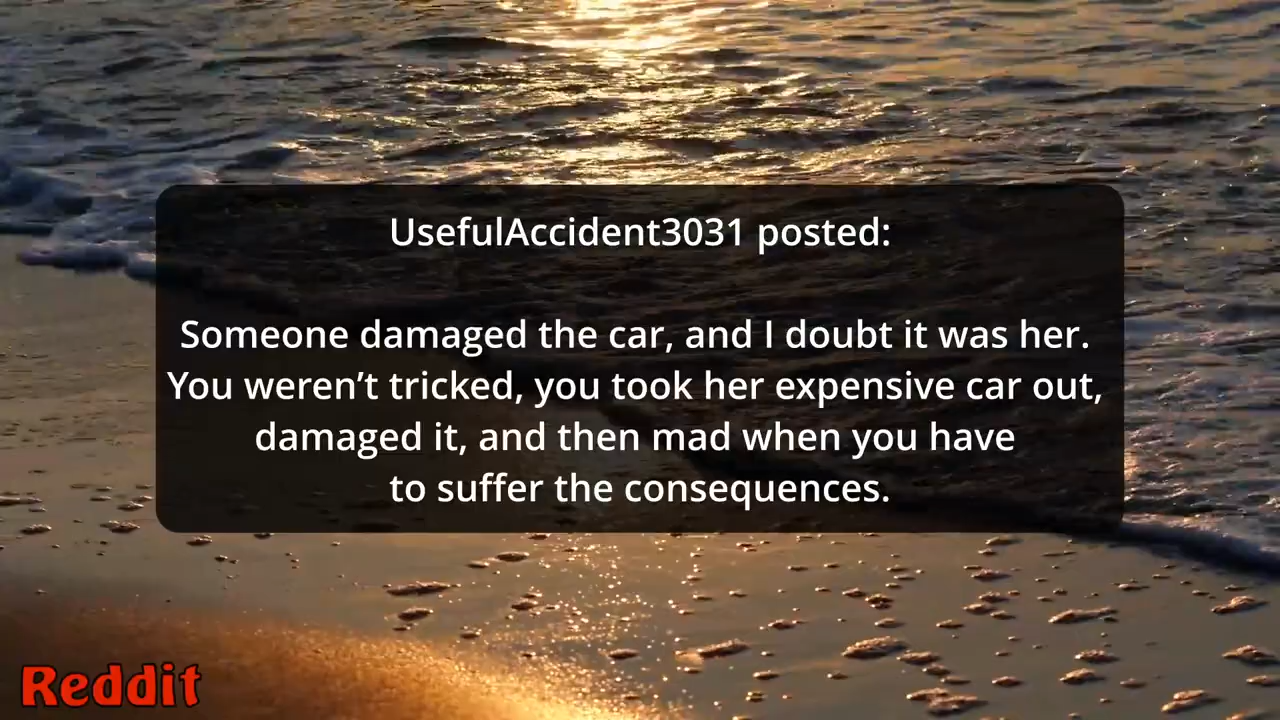 UsefulAccident3031 posted:
Someone damaged the car, and I doubt it was her.
You weren’t tricked, you took her expensive car out,
damaged it, and then mad when you have
to suffer the consequences.
Reddit